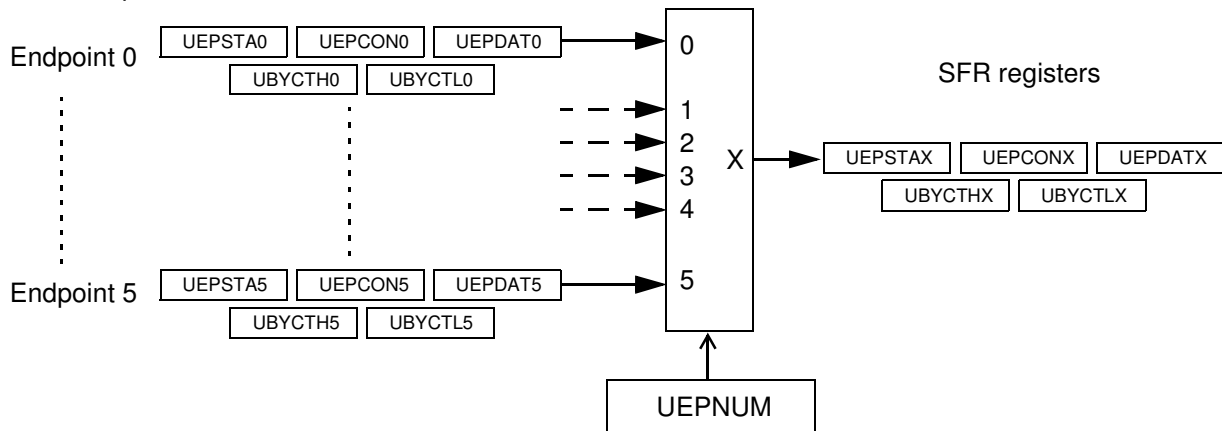 Endpoint 0
UEPSTA0 UEPCON0 UEPDAT0
UBYCTH0 UBYCTL0
0
1
2
3
4
5
X
SFR registers
UEPSTAX UEPCONX UEPDATX
UBYCTHX UBYCTLX
Endpoint 5
UEPSTA5 UEPCON5 UEPDAT5
UBYCTH5 UBYCTL5
UEPNUM